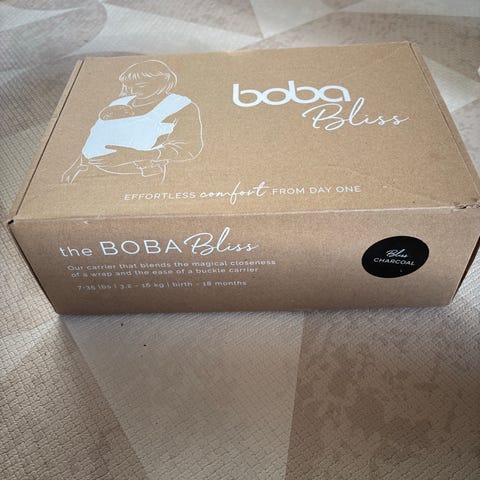 boba
Bliss
EFFORTLESS comfort FROM DAY ONE
the BOBA Bliss
Our carrier that blends the magical closeness
of a wrap and the ease of a buckle carrier
7-35 lbs | 3.2 - 16 kg | birth - 18 months
Bliss
CHARCOAL